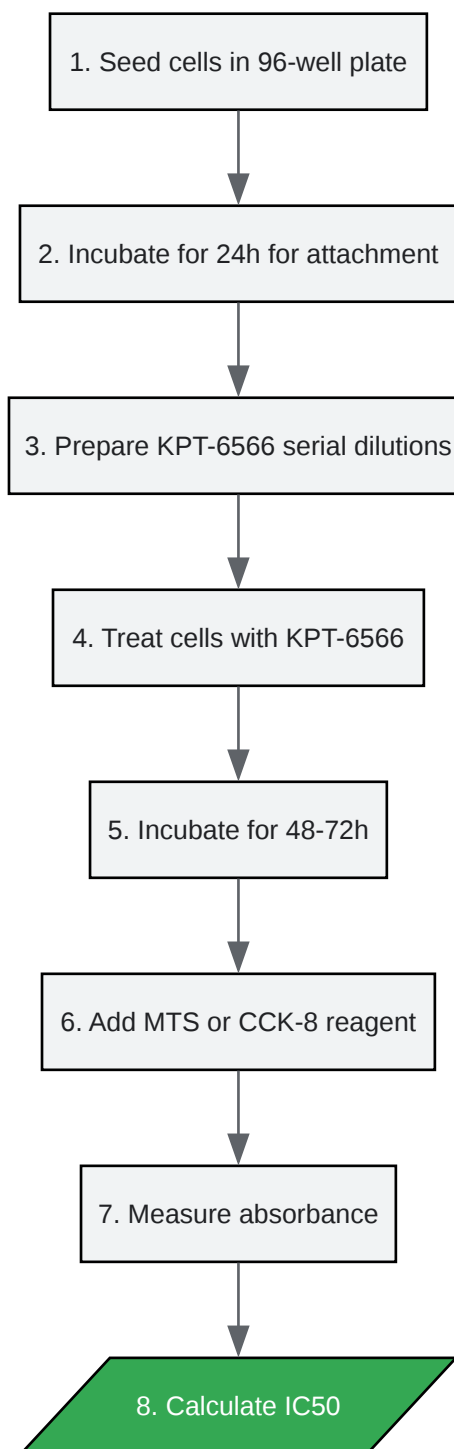 1. Seed cells in 96-well plate
2. Incubate for 24h for attachment
3. Prepare KPT-6566 serial dilutions
4. Treat cells with KPT-6566
5. Incubate for 48-72h
6. Add MTS or CCK-8 reagent
7. Measure absorbance
8. Calculate IC50